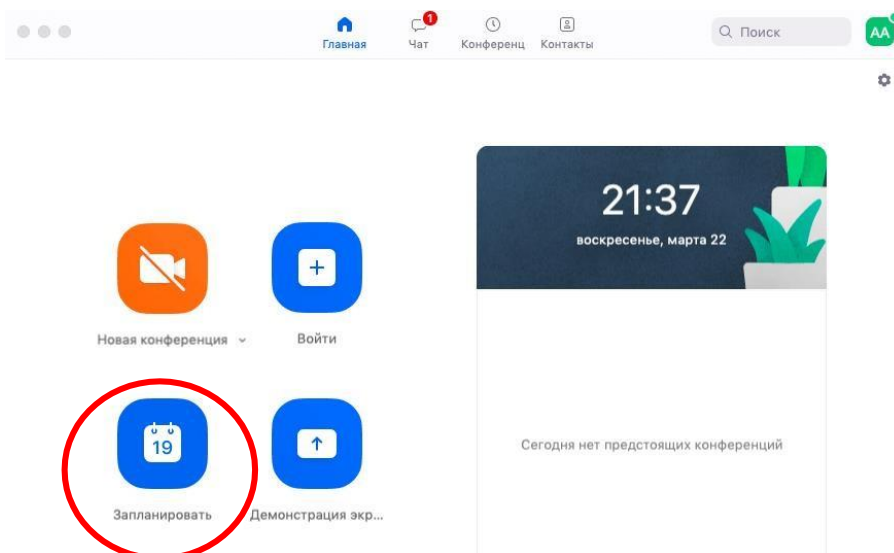 1
Главная
Чат
Конференц
Контакты
Поиск
AA
21:37
воскресенье, марта 22
Новая конференция
Войти
19
Запланировать
Демонстрация экр...
Сегодня нет предстоящих конференций